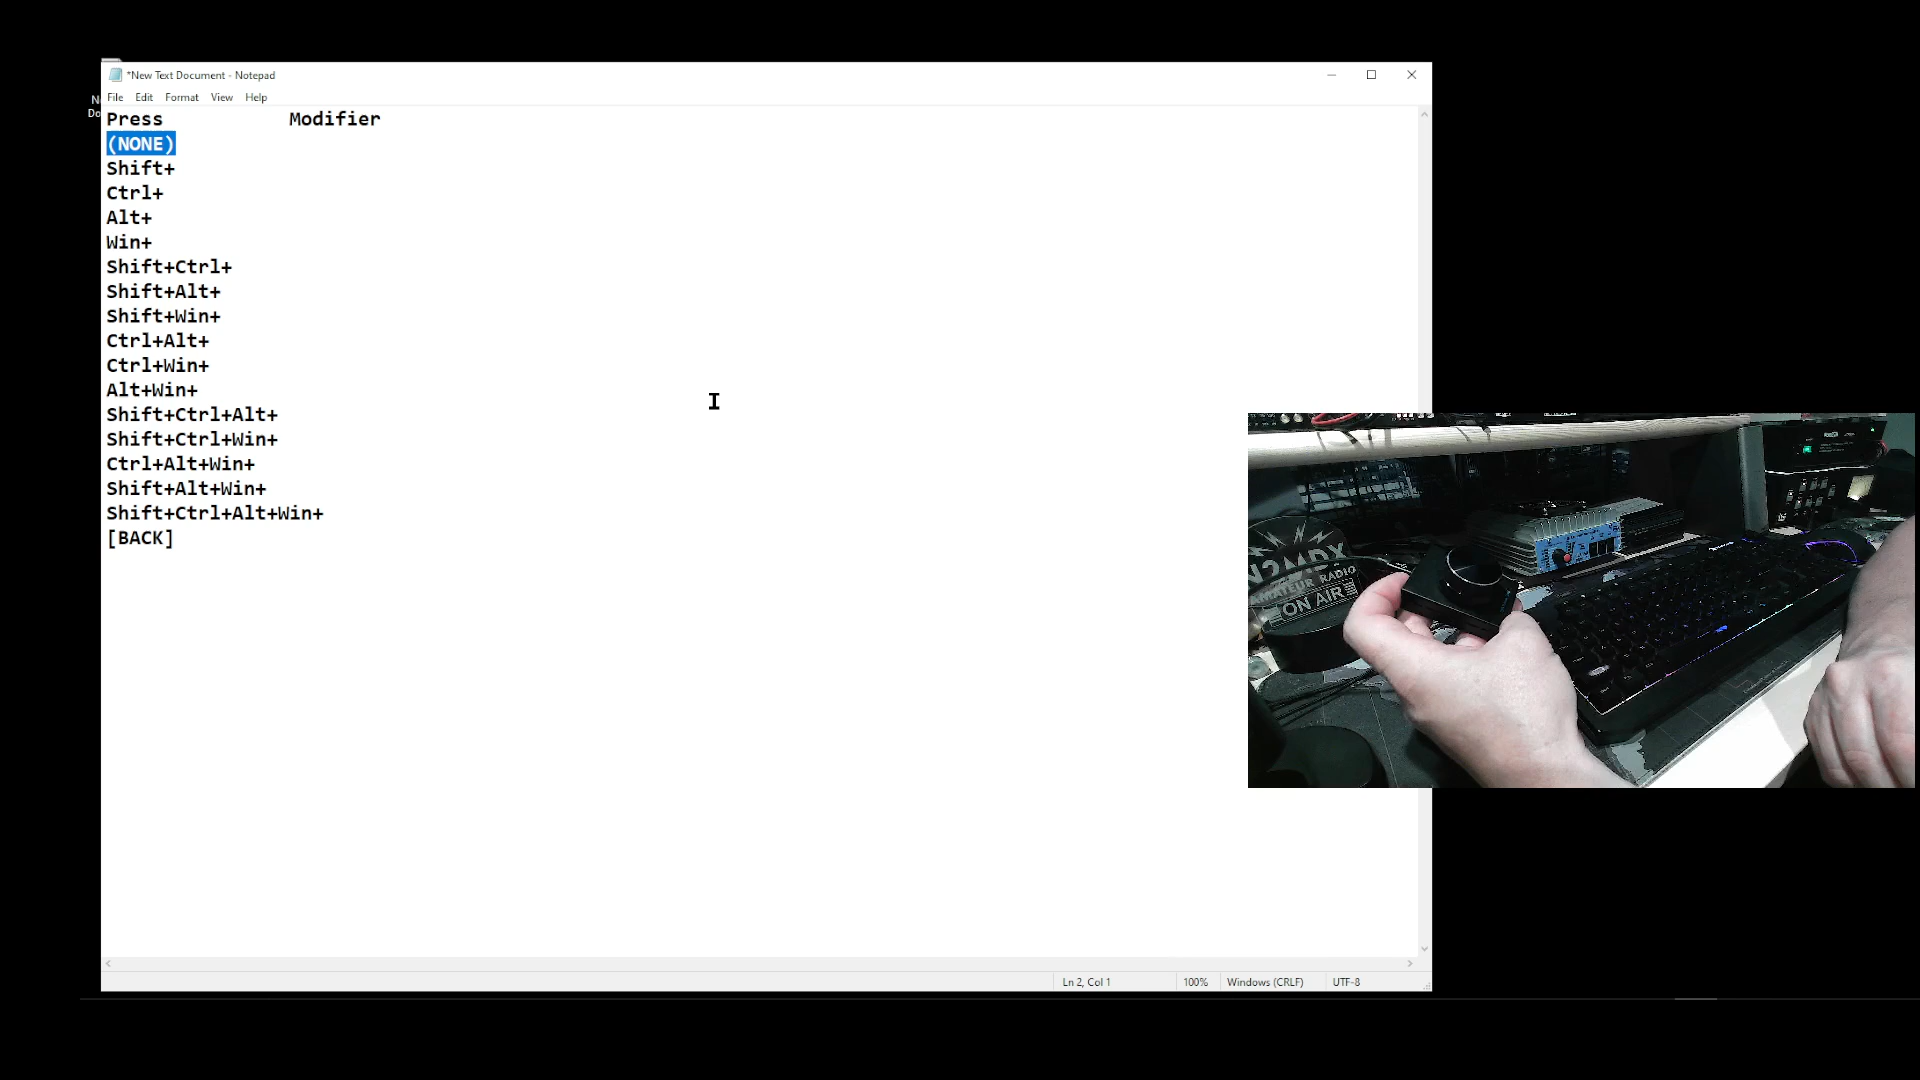 *New Text Document - Notepad
File Edit Format View Help
Press Modifier
(NONE)
Shift+
Ctrl+
Alt+
Win+
Shift+Ctrl+
Shift+Alt+
Shift+Win+
Ctrl+Alt+
Ctrl+Win+
Alt+Win+
Shift+Ctrl+Alt+
Shift+Ctrl+Win+
Ctrl+Alt+Win+
Shift+Alt+Win+
Shift+Ctrl+Alt+Win+
[BACK]
N2MDX
AMATEUR RADIO
ON AIR
Ln 2, Col 1 100% Windows (CRLF) UTF-8